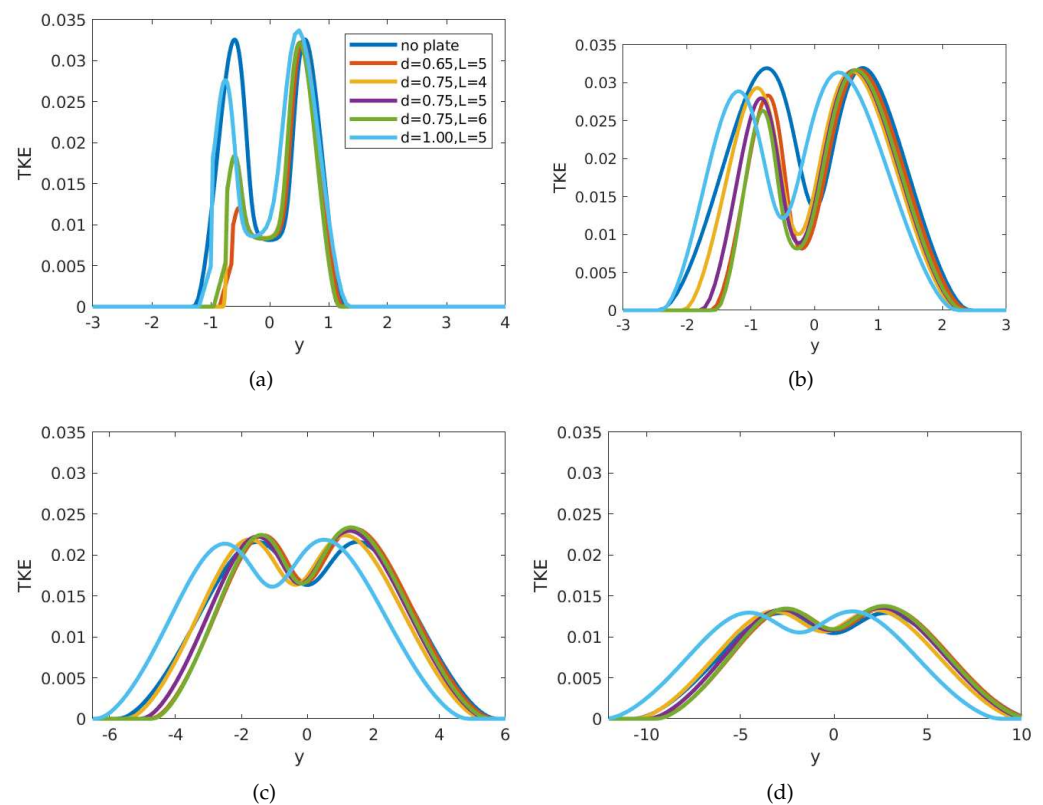 0.035
0.03
0.025
0.02
0.015
0.01
0.005
0
TKE
-3 -2 -1 0 1 2 3 4
y
no plate
d=0.65,L=5
d=0.75,L=4
d=0.75,L=5
d=0.75,L=6
d=1.00,L=5
(a)
0.035
0.03
0.025
0.02
0.015
0.01
0.005
0
TKE
-3 -2 -1 0 1 2 3
y
(b)
0.035
0.03
0.025
0.02
0.015
0.01
0.005
0
TKE
-6 -4 -2 0 2 4 6
y
(c)
0.035
0.03
0.025
0.02
0.015
0.01
0.005
0
TKE
-10 -5 0 5 10
y
(d)